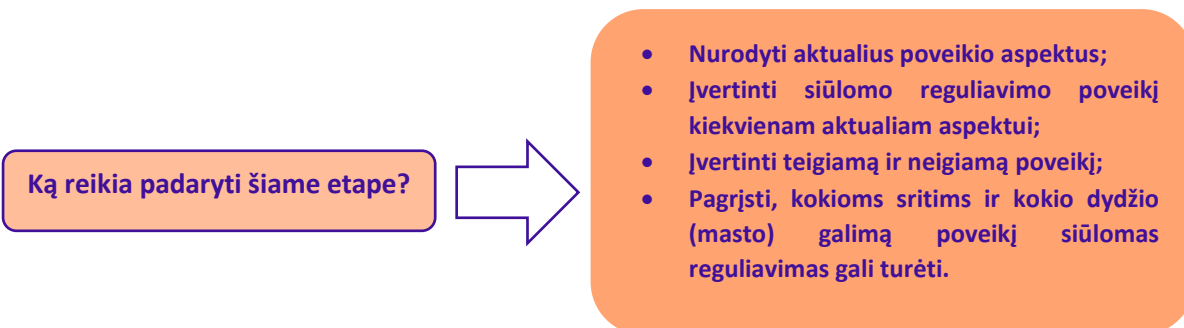 Ką reikia padaryti šiame etape?
• Nurodyti aktualius poveikio aspektus;
• Įvertinti siūlomo reguliavimo poveikį
kiekvienam aktualiam aspektui;
• Įvertinti teigiamą ir neigiamą poveikį;
• Pagrįsti, kokioms sritims ir kokio dydžio
(masto) galimą poveikį siūlomas
reguliavimas gali turėti.